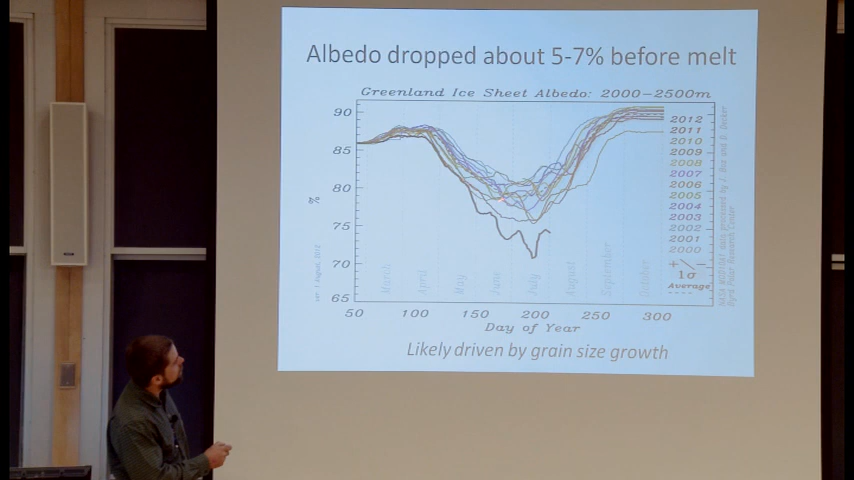 Albedo dropped about 5-7% before melt
Greenland Ice Sheet Albedo: 2000-2500m
90
85
80
75
70
65
%
50
100
150
200
250
300
Day of Year
March
April
May
June
July
August
September
October
2012
2011
2010
2009
2008
2007
2006
2005
2004
2003
2002
2001
2000
+/-
1σ
Average
Likely driven by grain size growth